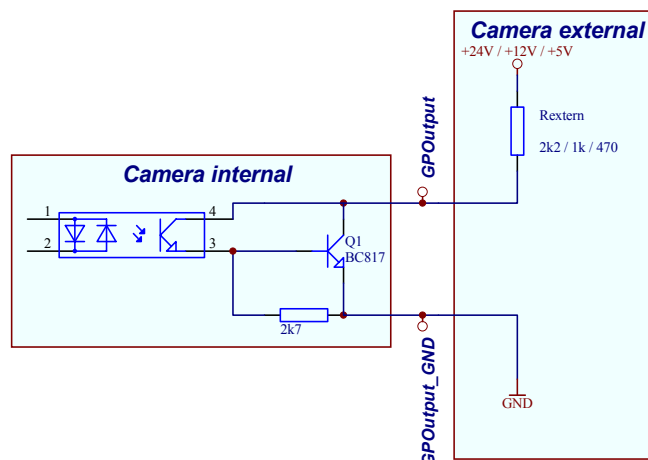 Camera external
+24V / +12V / +5V
Rextern
2k2 / 1k / 470
GPOutput
Camera internal
1
4
2
3
Q1
BC817
2k7
GPOutput_GND
GND